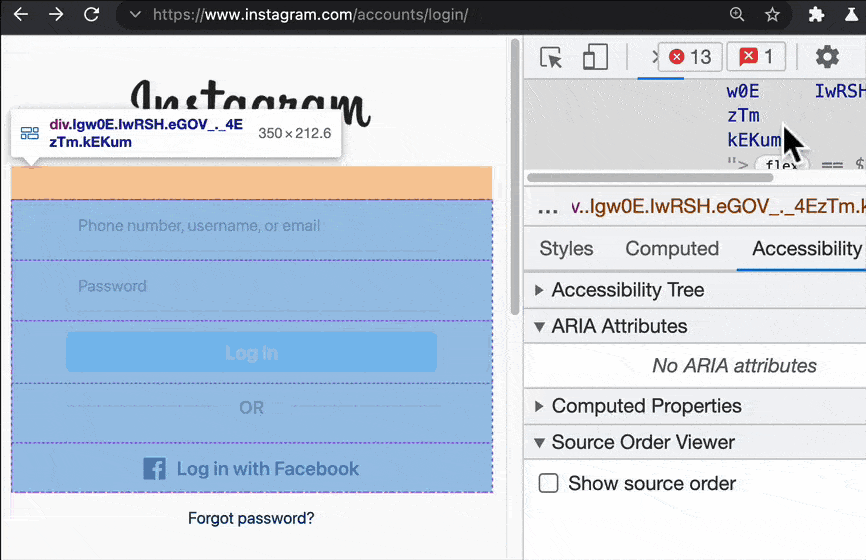 https://www.instagram.com/accounts/login/
Instagram
div.Igw0E.IwRSH.eGOV_._4E
zTm.kEKum
350 × 212.6
Phone number, username, or email
Password
Log In
OR
Log in with Facebook
Forgot password?
13
1
w0E IwRSH
zTm
kEKum
"> flex == $
... v..Igw0E.IwRSH.eGOV_._4EzTm.k
Styles Computed Accessibility
Accessibility Tree
ARIA Attributes
No ARIA attributes
Computed Properties
Source Order Viewer
Show source order